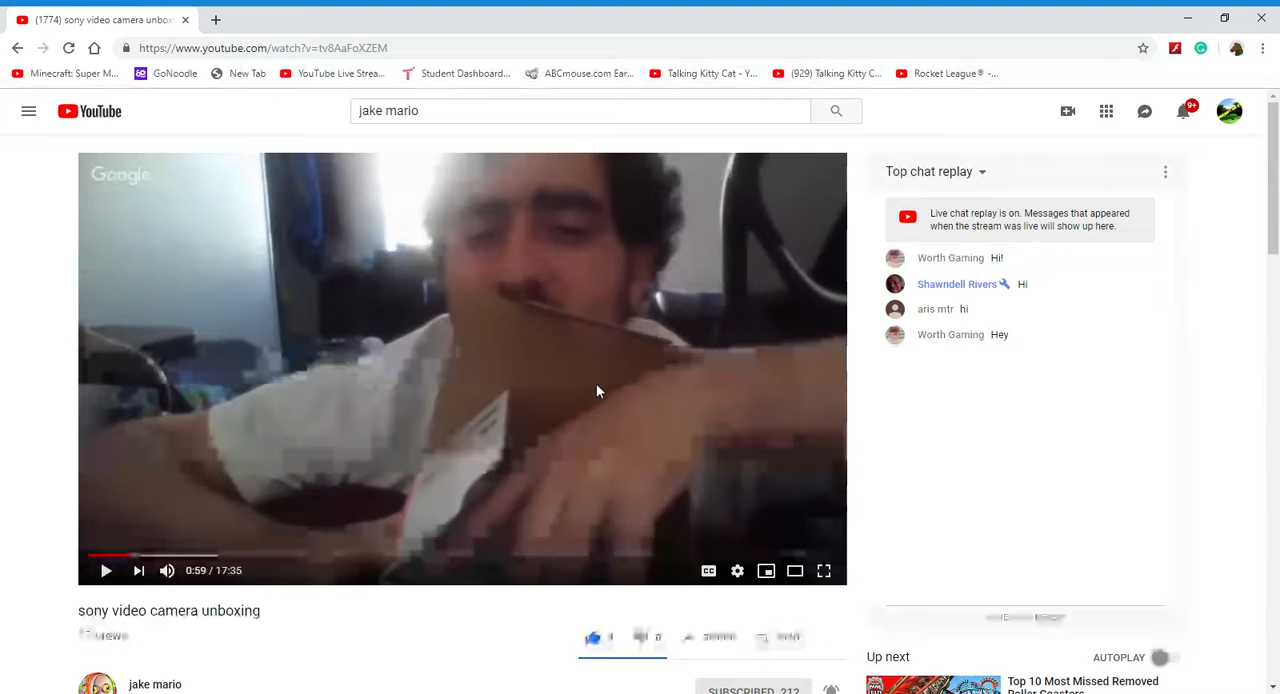 (1774) sony video camera unbox
https://www.youtube.com/watch?v=tv8AaFoXZEM
Minecraft: Super M...
GoNoodle
New Tab
YouTube Live Strea...
Student Dashboard...
ABCmouse.com Ear...
Talking Kitty Cat - Y...
(929) Talking Kitty C...
Rocket League® -...
YouTube
jake mario
9+
Google
Top chat replay
Live chat replay is on. Messages that appeared
when the stream was live will show up here.
Worth Gaming Hi!
Shawndell Rivers Hi
aris mtr hi
Worth Gaming Hey
0:59 / 17:35
CC
sony video camera unboxing
views
Up next
AUTOPLAY
jake mario
SUBSCRIBED 212
Top 10 Most Missed Removed
Roller Coasters